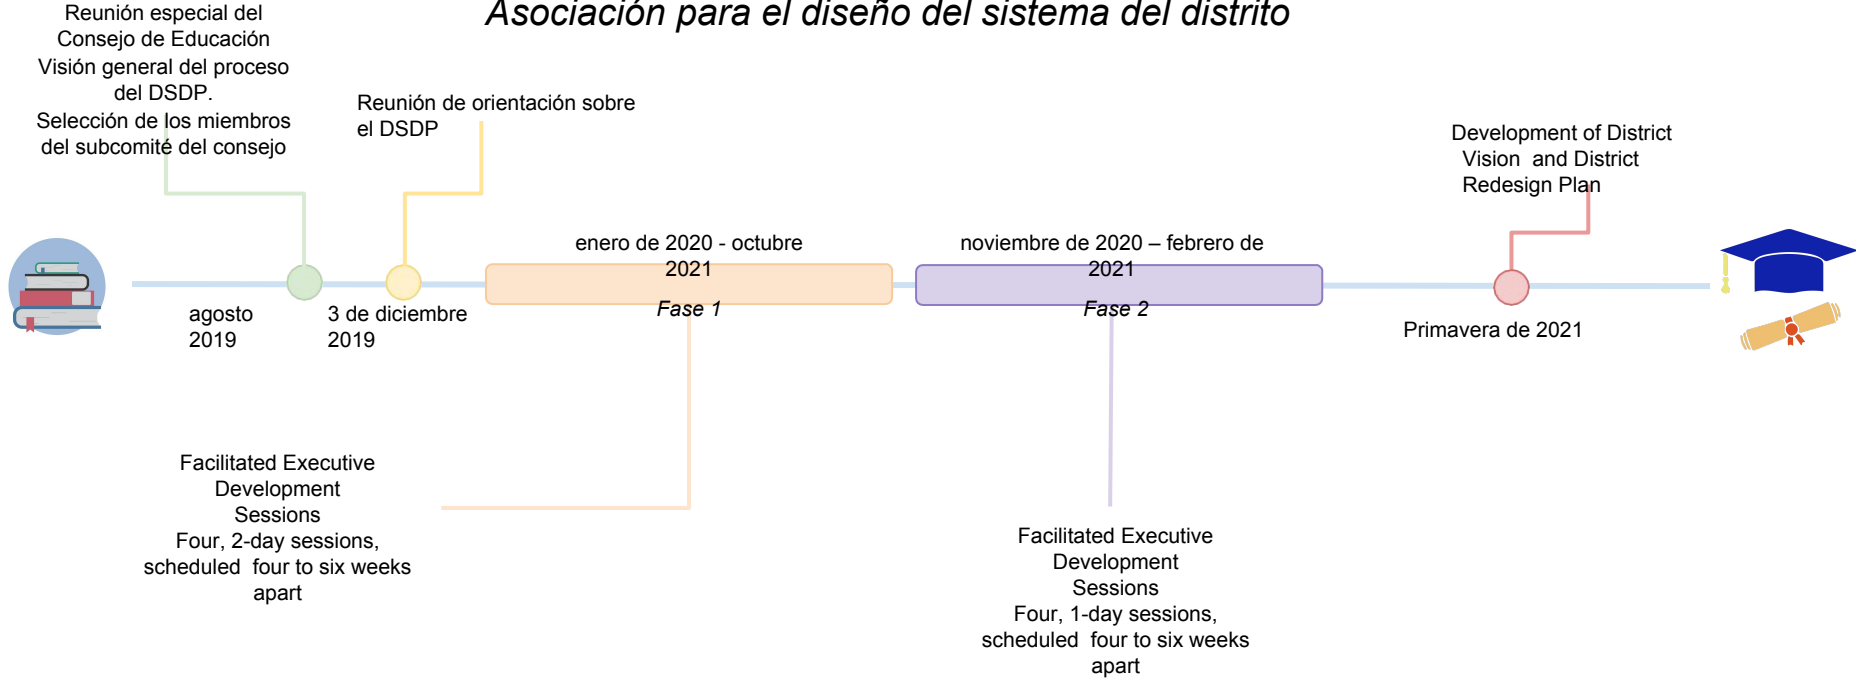 Asociación para el diseño del sistema del distrito
Reunión especial del
Consejo de Educación
Visión general del proceso
del DSDP.
Selección de los miembros
del subcomité del consejo
Reunión de orientación sobre
el DSDP
Development of District
Vision  and District
Redesign Plan
agosto
2019
3 de diciembre
2019
enero de 2020 - octubre
2021
Fase 1
noviembre de 2020 – febrero de
2021
Fase 2
Primavera de 2021
Facilitated Executive
Development
Sessions
Four, 2-day sessions,
scheduled  four to six weeks
apart
Facilitated Executive
Development
Sessions
Four, 1-day sessions,
scheduled  four to six weeks
apart